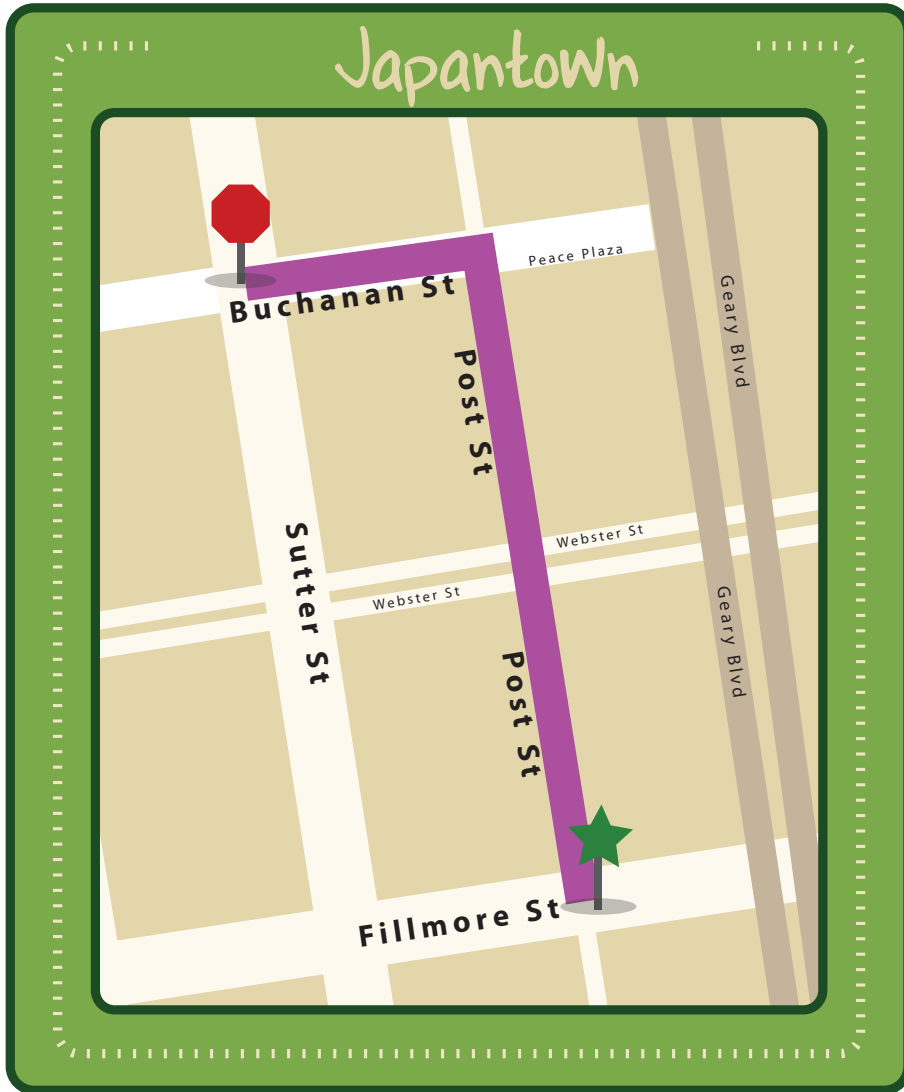 Japantown
Peace Plaza
Buchanan St
Geary Blvd
Post St
Sutter St
Webster St
Webster St
Geary Blvd
Post St
Fillmore St